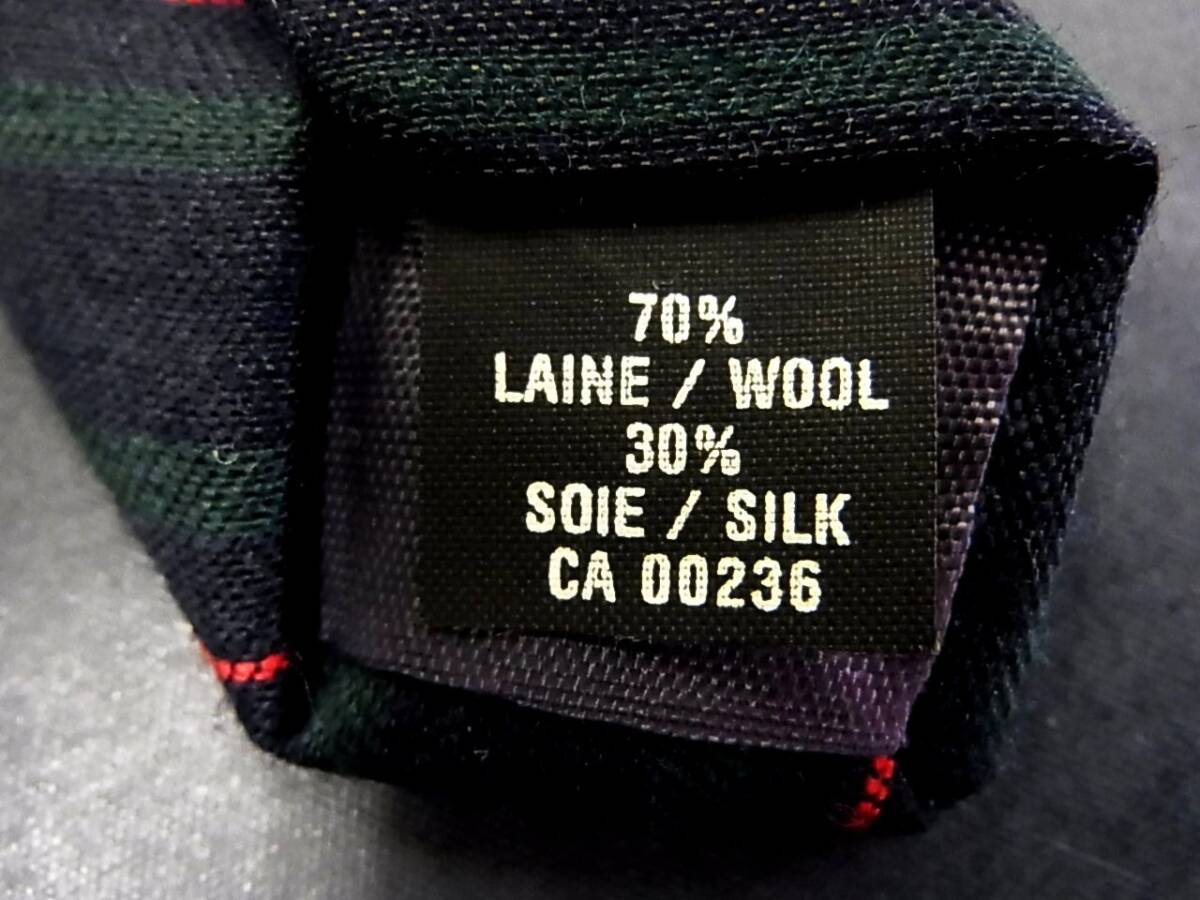 70%
LAINE / WOOL
30%
SOIE / SILK
CA 00236